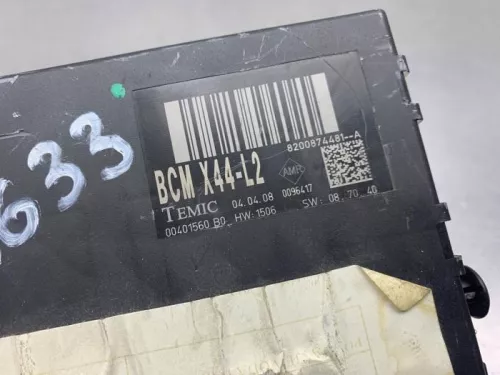 8200874481--A
BCM X44-L2
AMP
TEMIC 04.04.08 0096417
00401560 B0 HW:1506 SW: 08 70 40
633